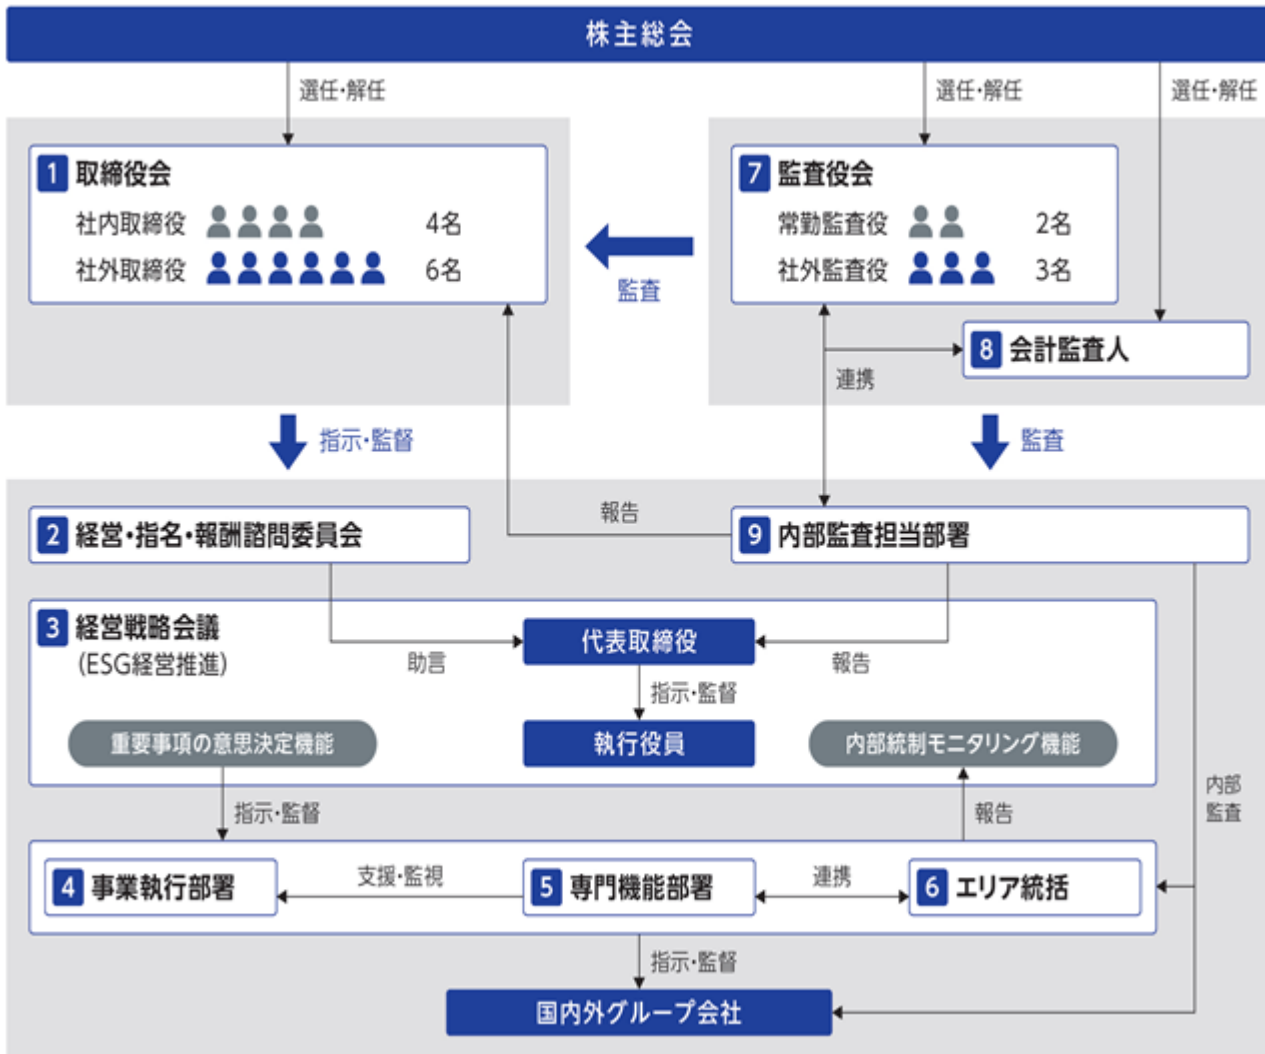 株主総会
選任・解任
選任・解任
選任・解任
1 取締役会
社内取締役 4名
社外取締役 6名
監査
7 監査役会
常勤監査役 2名
社外監査役 3名
8 会計監査人
連携
指示・監督
監査
2 経営・指名・報酬諮問委員会
報告
9 内部監査担当部署
3 経営戦略会議
(ESG経営推進)
代表取締役
助言
報告
指示・監督
重要事項の意思決定機能
執行役員
内部統制モニタリング機能
指示・監督
報告
内部
監査
4 事業執行部署
支援・監視
5 専門機能部署
連携
6 エリア統括
指示・監督
国内外グループ会社